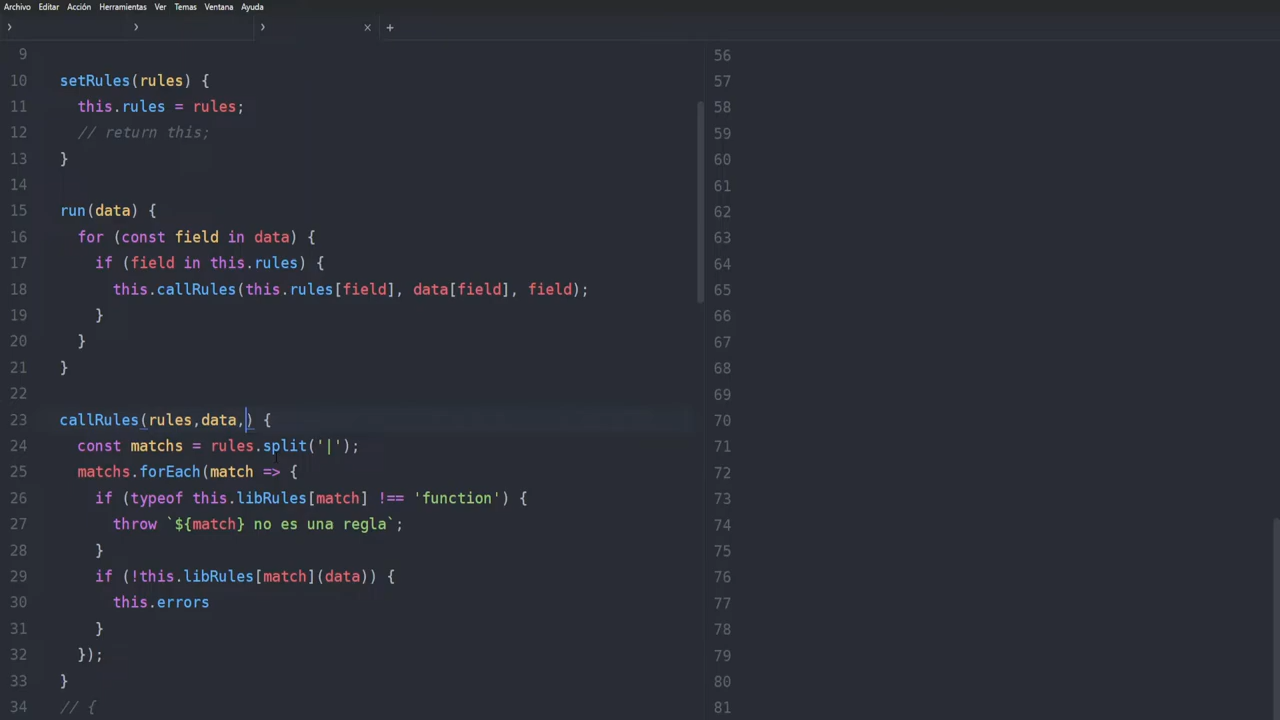 Archivo Editar Acción Herramientas Ver Temas Ventana Ayuda
9
10 setRules(rules) {
11 this.rules = rules;
12 // return this;
13 }
14
15 run(data) {
16 for (const field in data) {
17 if (field in this.rules) {
18 this.callRules(this.rules[field], data[field], field);
19 }
20 }
21 }
22
23 callRules(rules,data,) {
24 const matchs = rules.split('|');
25 matchs.forEach(match => {
26 if (typeof this.libRules[match] !== 'function') {
27 throw `${match} no es una regla`;
28 }
29 if (!this.libRules[match](data)) {
30 this.errors
31 }
32 });
33 }
34 // {
56
57
58
59
60
61
62
63
64
65
66
67
68
69
70
71
72
73
74
75
76
77
78
79
80
81